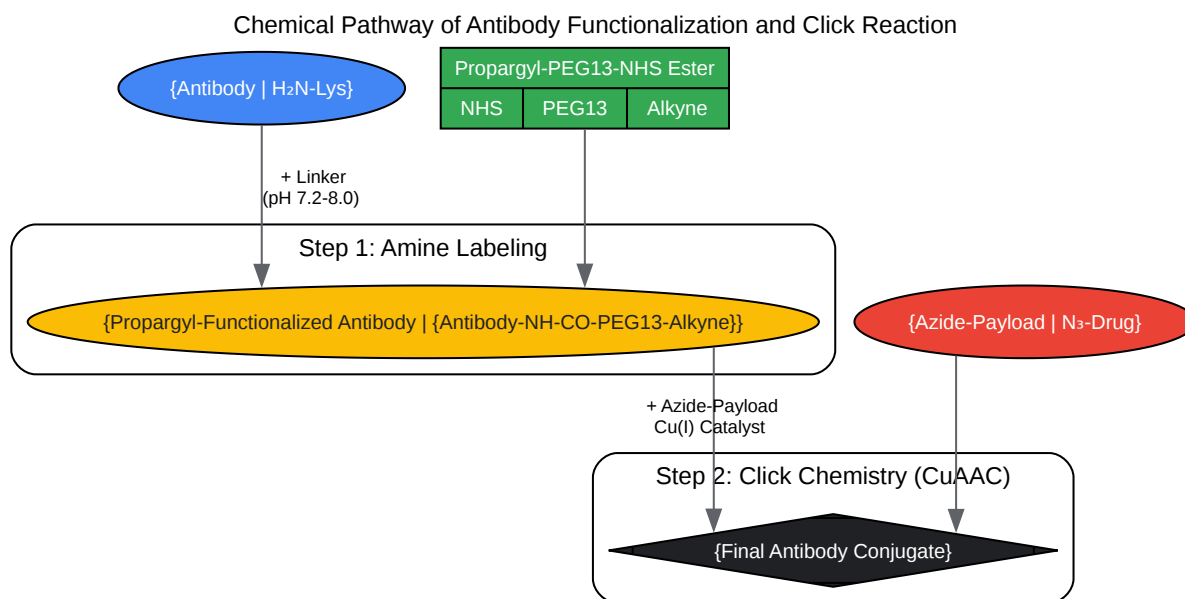 Chemical Pathway of Antibody Functionalization and Click Reaction
{Antibody | H₂N-Lys}
Propargyl-PEG13-NHS Ester
NHS
PEG13
Alkyne
+ Linker
(pH 7.2-8.0)
Step 1: Amine Labeling
{Propargyl-Functionalized Antibody | {Antibody-NH-CO-PEG13-Alkyne}}
{Azide-Payload | N₃-Drug}
+ Azide-Payload
Cu(I) Catalyst
Step 2: Click Chemistry (CuAAC)
{Final Antibody Conjugate}